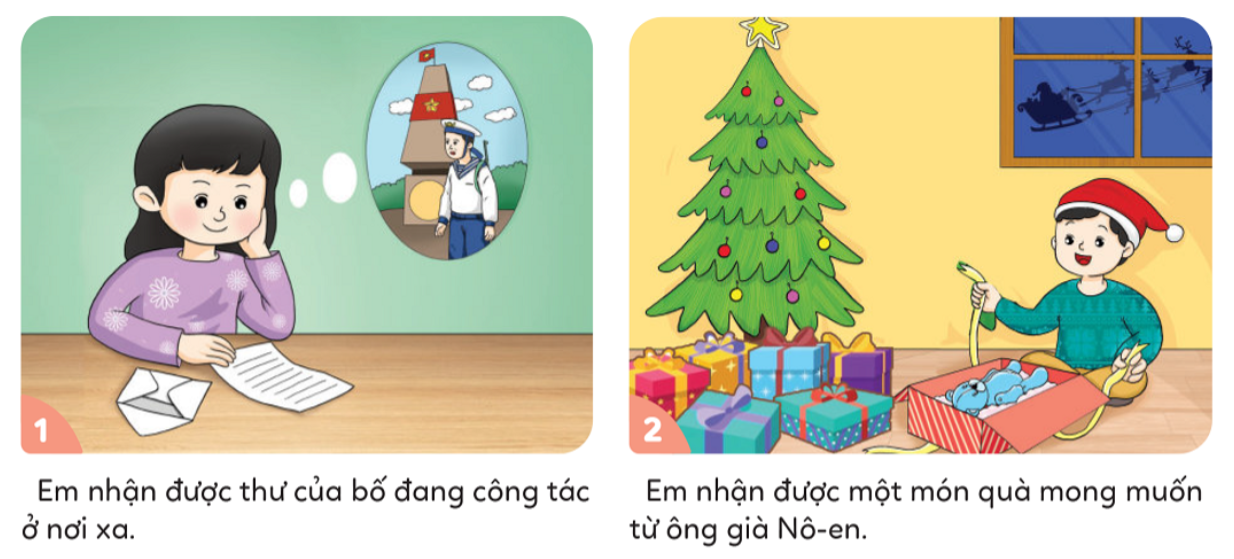 1
Em nhận được thư của bố đang công tác
ở nơi xa.
2
Em nhận được một món quà mong muốn
từ ông già Nô-en.